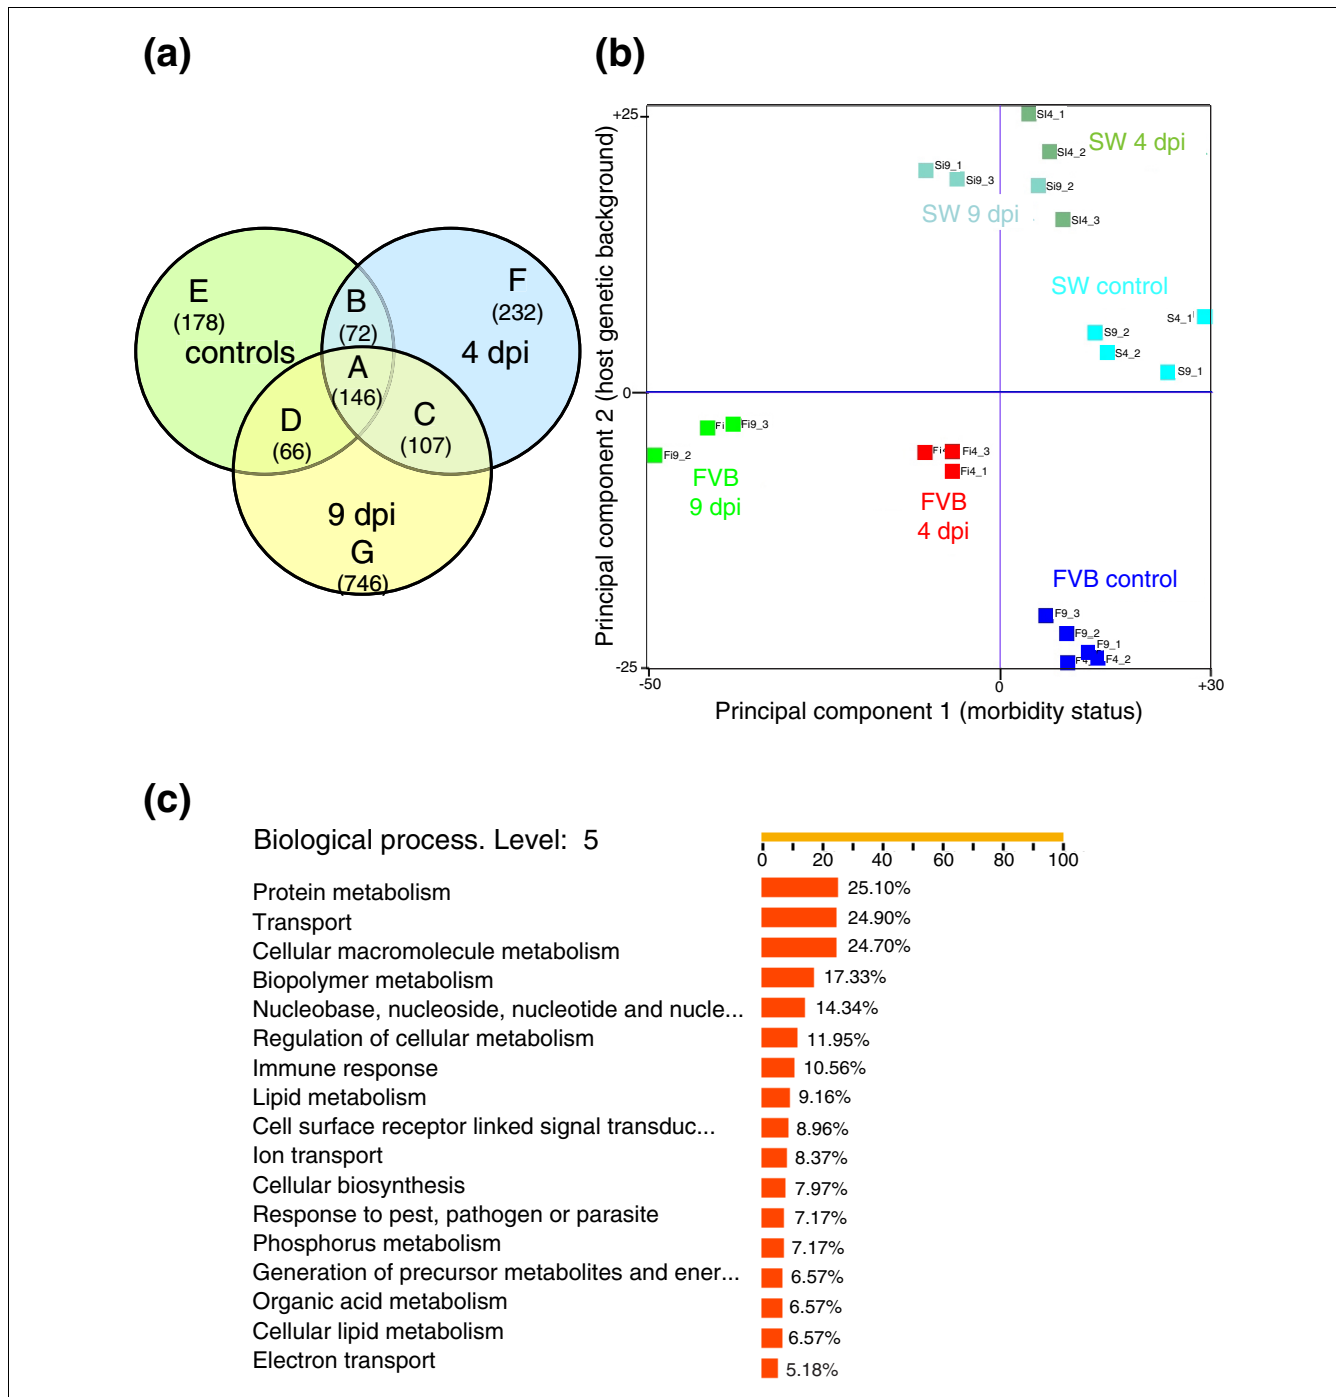 (a)
E
(178)
controls
B
(72)
F
(232)
4 dpi
A
(146)
D
(66)
C
(107)
9 dpi
G
(746)
(b)
Principal component 2 (host genetic background)
+25
0
-25
-50
0
+30
Principal component 1 (morbidity status)
SI4_1
SW 4 dpi
SI4_2
Si9_1
Si9_3
Si9_2
SW 9 dpi
SI4_3
SW control
S4_1
S9_2
S4_2
S9_1
Fi
Fi9_3
Fi9_2
FVB
9 dpi
Fi4_3
Fi4_1
FVB
4 dpi
FVB control
F9_3
F9_2
F9_1
F4_2
(c)
Biological process. Level: 5
0 20 40 60 80 100
Protein metabolism 25.10%
Transport 24.90%
Cellular macromolecule metabolism 24.70%
Biopolymer metabolism 17.33%
Nucleobase, nucleoside, nucleotide and nucle... 14.34%
Regulation of cellular metabolism 11.95%
Immune response 10.56%
Lipid metabolism 9.16%
Cell surface receptor linked signal transduc... 8.96%
Ion transport 8.37%
Cellular biosynthesis 7.97%
Response to pest, pathogen or parasite 7.17%
Phosphorus metabolism 7.17%
Generation of precursor metabolites and ener... 6.57%
Organic acid metabolism 6.57%
Cellular lipid metabolism 6.57%
Electron transport 5.18%